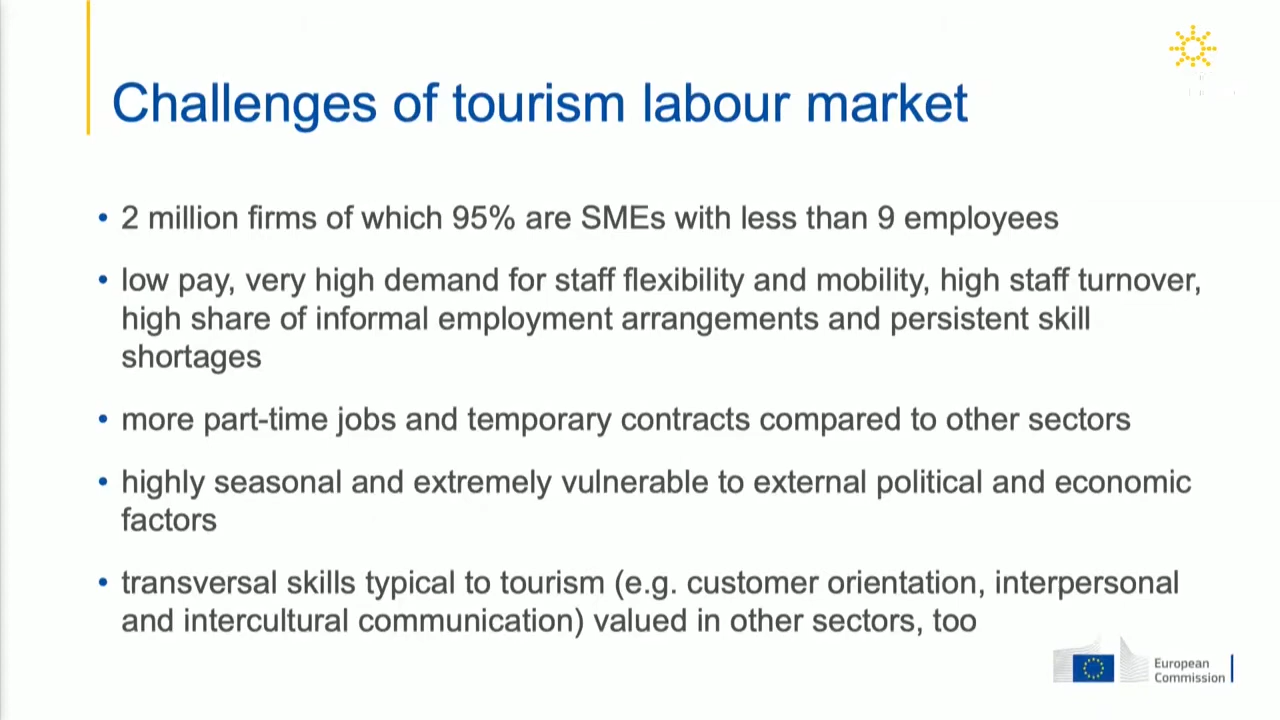 Challenges of tourism labour market
• 2 million firms of which 95% are SMEs with less than 9 employees
• low pay, very high demand for staff flexibility and mobility, high staff turnover,
high share of informal employment arrangements and persistent skill
shortages
• more part-time jobs and temporary contracts compared to other sectors
• highly seasonal and extremely vulnerable to external political and economic
factors
• transversal skills typical to tourism (e.g. customer orientation, interpersonal
and intercultural communication) valued in other sectors, too
European
Commission